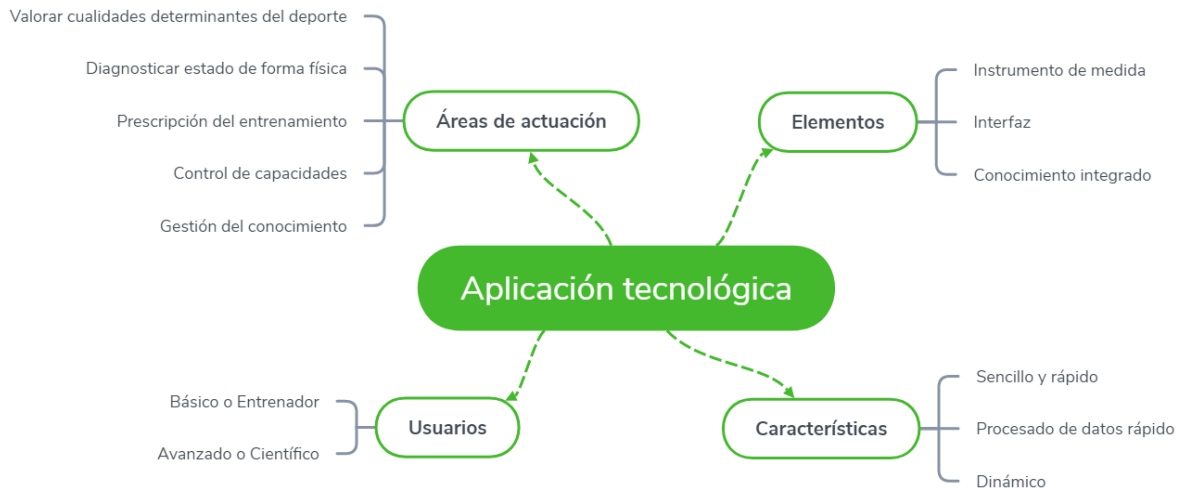 Valorar cualidades determinantes del deporte
Diagnosticar estado de forma física
Prescripción del entrenamiento
Control de capacidades
Gestión del conocimiento
Áreas de actuación
Elementos
Instrumento de medida
Interfaz
Conocimiento integrado
Aplicación tecnológica
Básico o Entrenador
Avanzado o Científico
Usuarios
Características
Sencillo y rápido
Procesado de datos rápido
Dinámico